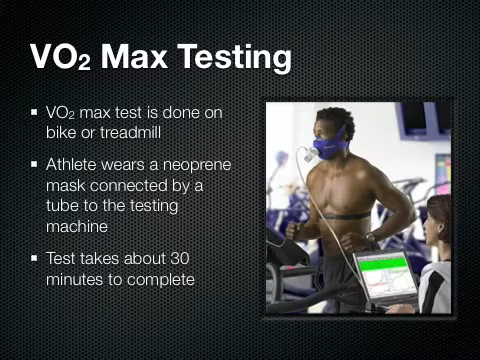 VO₂ Max Testing
VO₂ max test is done on
bike or treadmill
Athlete wears a neoprene
mask connected by a
tube to the testing
machine
Test takes about 30
minutes to complete